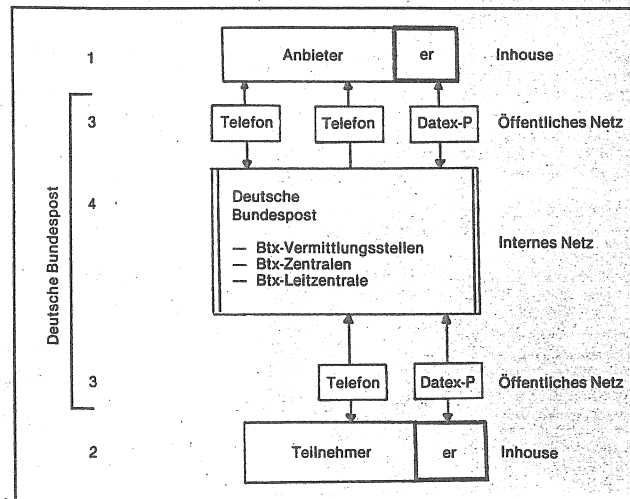 1 Anbieter er Inhouse
3 Telefon Telefon Datex-P Öffentliches Netz
Deutsche Bundespost
4 Deutsche
Bundespost
— Btx-Vermittlungsstellen
— Btx-Zentralen
— Btx-Leitzentrale
Internes Netz
3 Telefon Datex-P Öffentliches Netz
2 Teilnehmer er Inhouse